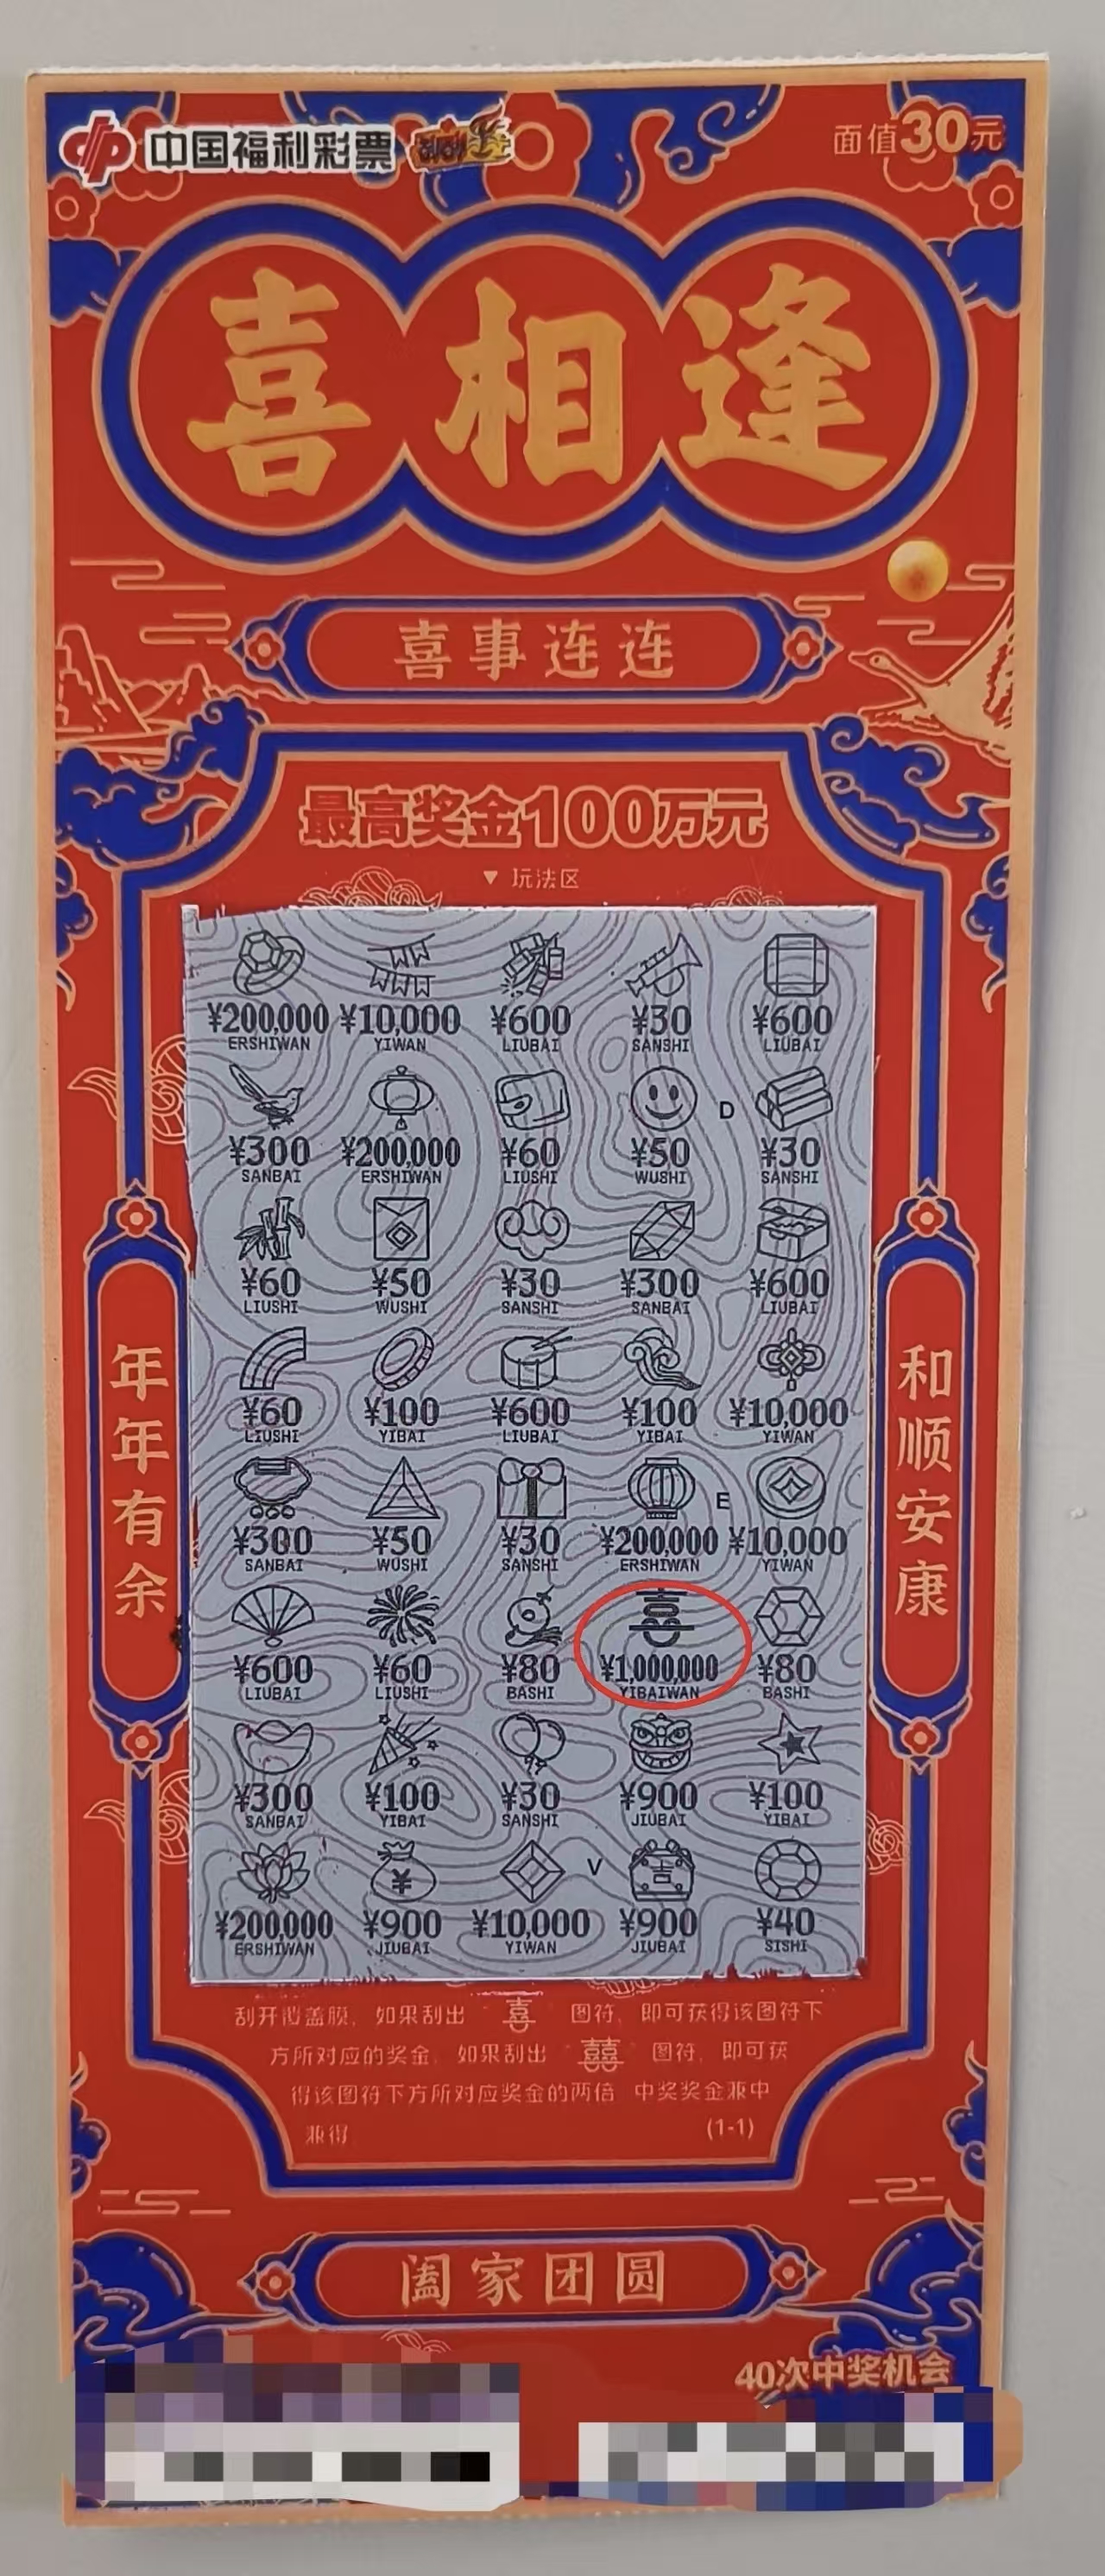 中国福利彩票 刮刮乐
面值30元
喜相逢
喜事连连
最高奖金100万元
▼ 玩法区
¥200,000 ¥10,000 ¥600 ¥30 ¥600
ERSHIWAN YIWAN LIUBAI SANSHI LIUBAI
D
¥300 ¥200,000 ¥60 ¥50 ¥30
SANBAI ERSHIWAN LIUSHI WUSHI SANSHI
¥60 ¥50 ¥30 ¥300 ¥600
LIUSHI WUSHI SANSHI SANBAI LIUBAI
¥60 ¥100 ¥600 ¥100 ¥10,000
LIUSHI YIBAI LIUBAI YIBAI YIWAN
E
¥300 ¥50 ¥30 ¥200,000 ¥10,000
SANBAI WUSHI SANSHI ERSHIWAN YIWAN
喜
¥600 ¥60 ¥80 ¥1,000,000 ¥80
LIUBAI LIUSHI BASHI YIBAIWAN BASHI
¥300 ¥100 ¥30 ¥900 ¥100
SANBAI YIBAI SANSHI JIUBAI YIBAI
¥ V 吉
¥200,000 ¥900 ¥10,000 ¥900 ¥40
ERSHIWAN JIUBAI YIWAN JIUBAI SISHI
年年有余
和顺安康
刮开覆盖膜，如果刮出“喜”图符，即可获得该图符下
方所对应的奖金，如果刮出“囍”图符，即可获
得该图符下方所对应奖金的两倍 中奖奖金兼中
兼得 (1-1)
阖家团圆
40次中奖机会